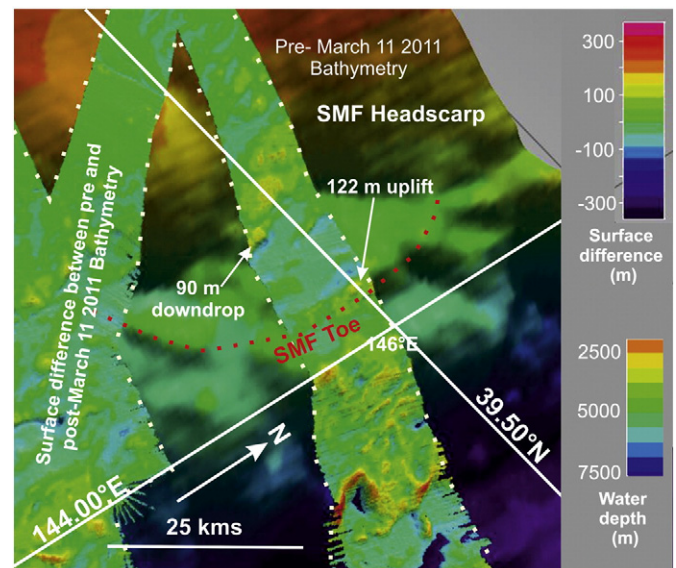 Pre- March 11 2011
Bathymetry
SMF Headscarp
122 m uplift
90 m
downdrop
SMF Toe
146°E
39.50°N
144.00°E
N
25 kms
Surface difference between pre and
post-March 11 2011 Bathymetry
300
100
-100
-300
Surface
difference
(m)
2500
5000
7500
Water
depth
(m)